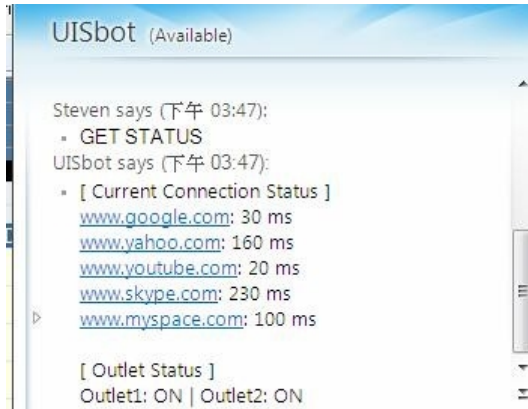 UISbot (Available)
Steven says (下午 03:47):
GET STATUS
UISbot says (下午 03:47):
[ Current Connection Status ]
www.google.com: 30 ms
www.yahoo.com: 160 ms
www.youtube.com: 20 ms
www.skype.com: 230 ms
www.myspace.com: 100 ms
[ Outlet Status ]
Outlet1: ON | Outlet2: ON